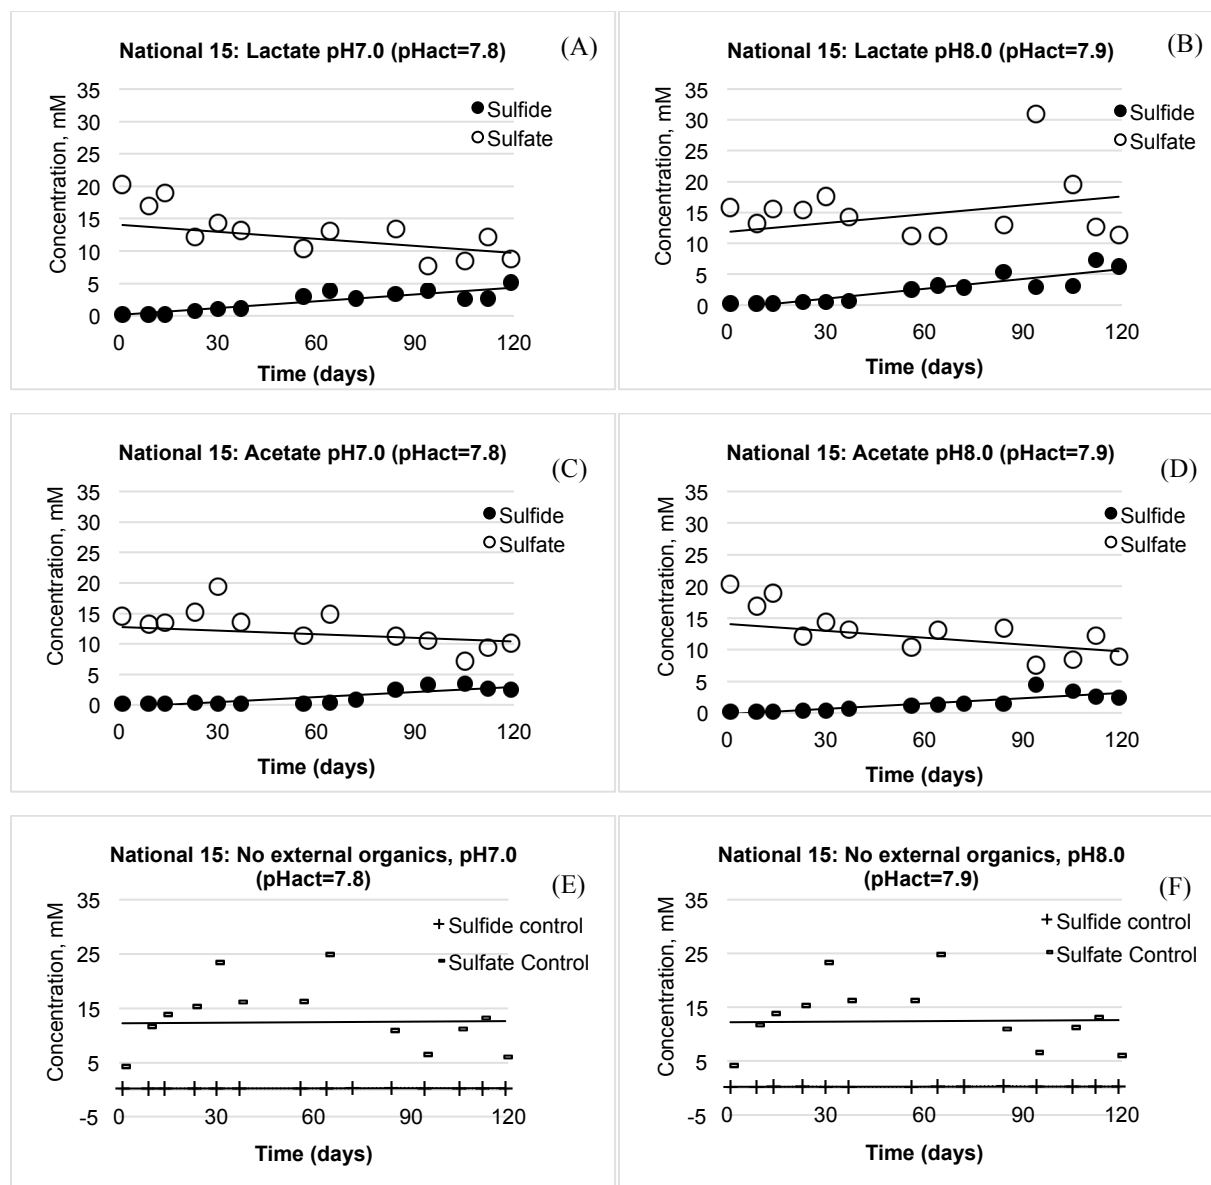 National 15: Lactate pH7.0 (pHact=7.8)
(A)
Concentration, mM
35
30
25
20
15
10
5
0
Sulfide
Sulfate
0 30 60 90 120
Time (days)
National 15: Lactate pH8.0 (pHact=7.9)
(B)
Concentration, mM
35
30
25
20
15
10
5
0
Sulfide
Sulfate
0 30 60 90 120
Time (days)
National 15: Acetate pH7.0 (pHact=7.8)
(C)
Concentration, mM
35
30
25
20
15
10
5
0
Sulfide
Sulfate
0 30 60 90 120
Time (days)
National 15: Acetate pH8.0 (pHact=7.9)
(D)
Concentration, mM
35
30
25
20
15
10
5
0
Sulfide
Sulfate
0 30 60 90 120
Time (days)
National 15: No external organics, pH7.0
(pHact=7.8)
(E)
Concentration, mM
35
25
15
5
-5
Sulfide control
Sulfate Control
0 30 60 90 120
Time (days)
National 15: No external organics, pH8.0
(pHact=7.9)
(F)
Concentration, mM
35
25
15
5
-5
Sulfide control
Sulfate Control
0 30 60 90 120
Time (days)